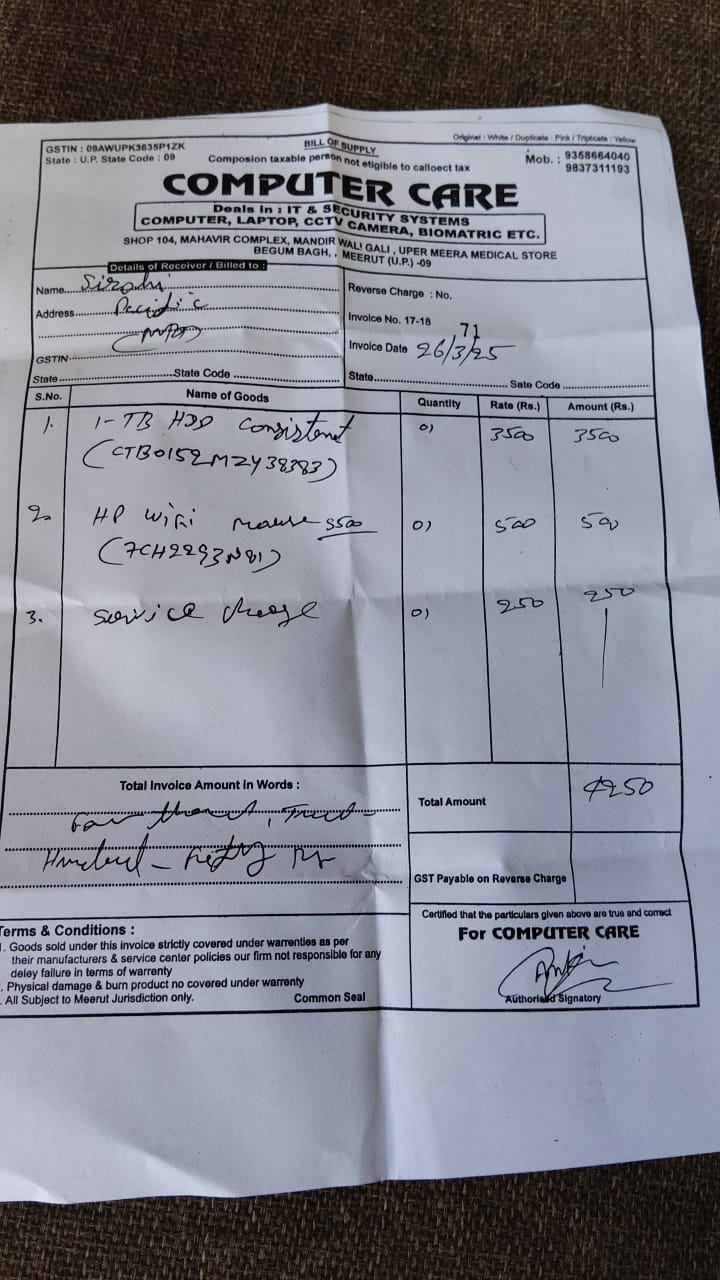 Original : White / Duplicate : Pink / Triplicate : Yellow
GSTIN : 09AWUPK3635P1ZK
BILL OF SUPPLY
State : U.P. State Code : 09
Composion taxable person not etigible to calloect tax
Mob. : 9358664040
9837311193
COMPUTER CARE
Deals in : IT & SECURITY SYSTEMS
COMPUTER, LAPTOP, CCTV CAMERA, BIOMATRIC ETC.
SHOP 104, MAHAVIR COMPLEX, MANDIR WALI GALI , UPER MEERA MEDICAL STORE
BEGUM BAGH, , MEERUT (U.P.) -09
Details of Receiver / Billed to :
Name
Reverse Charge : No.
Address
Invoice No. 17-18 71
Invoice Date 26/3/25
GSTIN
State State Code
State Sate Code
S.No. Name of Goods Quantity Rate (Rs.) Amount (Rs.)
1. 1-TB HDD Consistent 01 3500 3500
(CTB0152MZY38383)
2. HP wifi mouse S500 01 500 500
(7CH2293N81)
3. Service charge 01 250 250
Total Invoice Amount in Words :
Total Amount 4250
Hundred - Fifty Rs
GST Payable on Reverse Charge
Certified that the particulars given above are true and correct
For COMPUTER CARE
Authorised Signatory
Terms & Conditions :
1. Goods sold under this invoice strictly covered under warrenties as per
their manufacturers & service center policies our firm not responsible for any
deley failure in terms of warrenty
. Physical damage & burn product no covered under warrenty
. All Subject to Meerut Jurisdiction only.
Common Seal